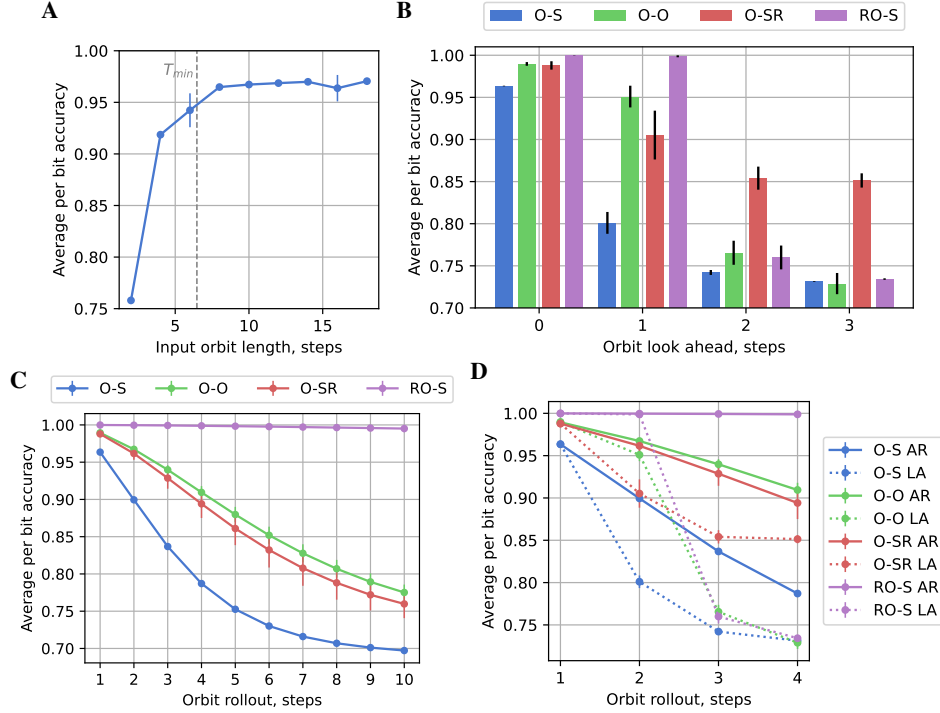 A
1.00
0.95
0.90
0.85
0.80
0.75
T_min
5
10
15
Average per bit accuracy
Input orbit length, steps
B
O-S
O-O
O-SR
RO-S
1.00
0.95
0.90
0.85
0.80
0.75
0.70
0
1
2
3
Average per bit accuracy
Orbit look ahead, steps
C
O-S
O-O
O-SR
RO-S
1.00
0.95
0.90
0.85
0.80
0.75
0.70
1
2
3
4
5
6
7
8
9
10
Average per bit accuracy
Orbit rollout, steps
D
1.00
0.95
0.90
0.85
0.80
0.75
1
2
3
4
Average per bit accuracy
Orbit rollout, steps
O-S AR
O-S LA
O-O AR
O-O LA
O-SR AR
O-SR LA
RO-S AR
RO-S LA